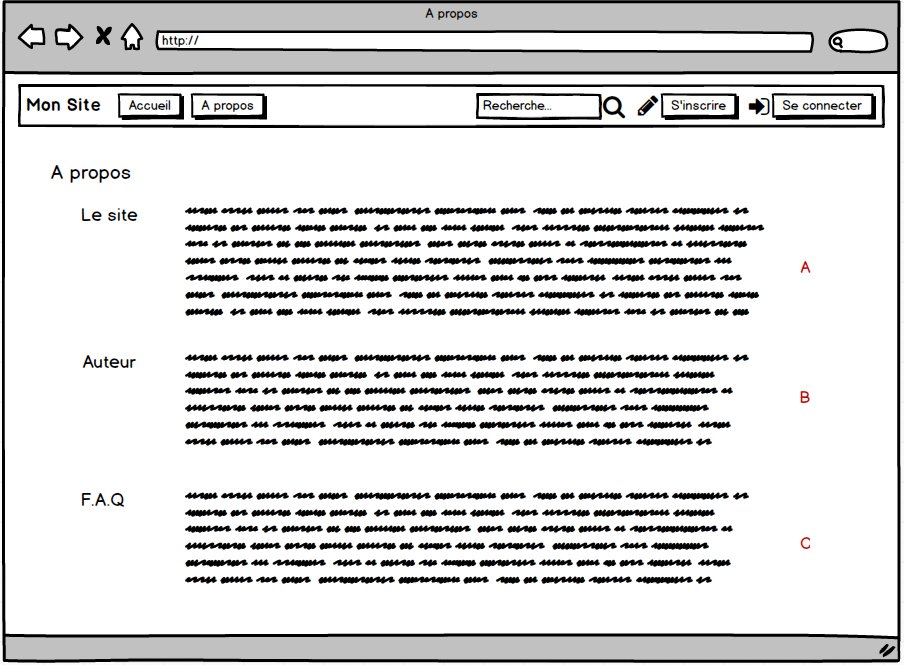 A propos
http://
Mon Site Accueil A propos Recherche... S'inscrire Se connecter
A propos
Le site
A
Auteur
B
F.A.Q
C